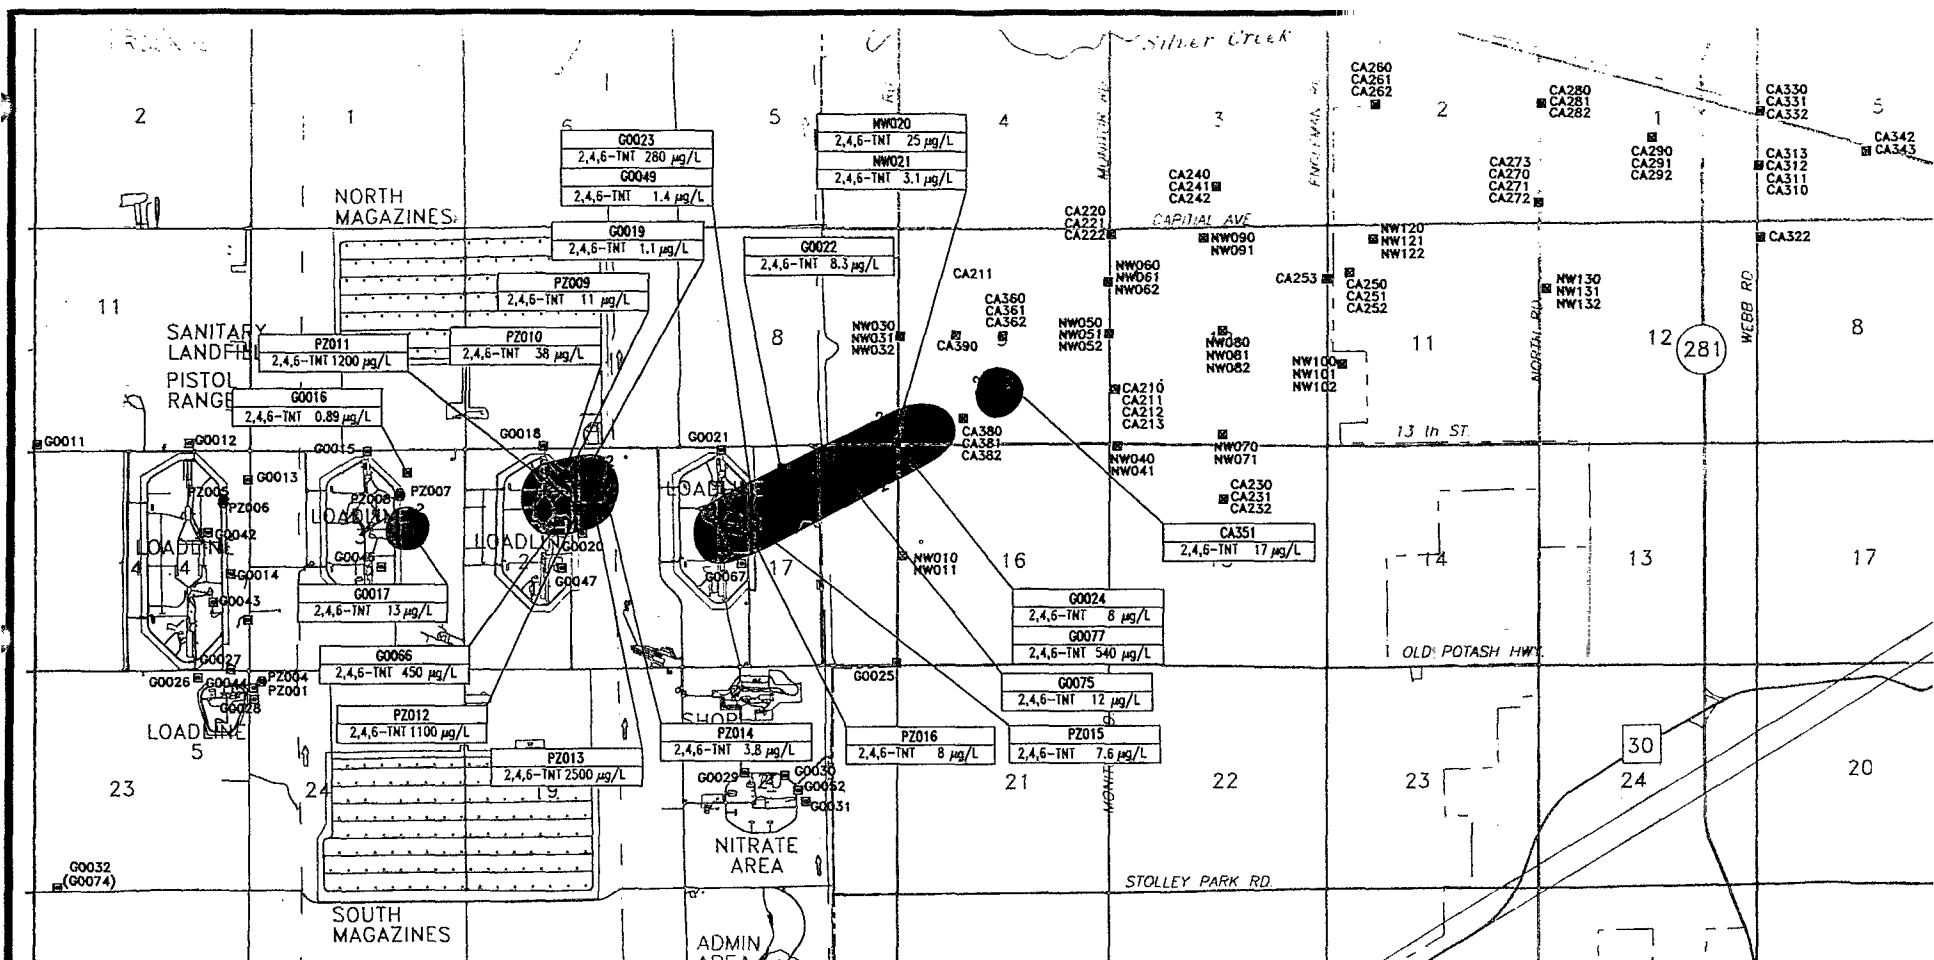 Silver Creek
2
1
6
5
4
3
2
1
5
CA260
CA261
CA262
CA280
CA281
CA282
CA330
CA331
CA332
CA342
CA343
CA290
CA291
CA292
CA313
CA312
CA311
CA310
CA273
CA270
CA271
CA272
CA240
CA241
CA242
CA220
CA221
CA222
CAPITAL AVE
NORTH
MAGAZINES
G0023
2,4,6-TNT 280 µg/L
G0049
2,4,6-TNT 1.4 µg/L
NW020
2,4,6-TNT 25 µg/L
NW021
2,4,6-TNT 3.1 µg/L
G0019
2,4,6-TNT 1.1 µg/L
G0022
2,4,6-TNT 8.3 µg/L
PZ009
2,4,6-TNT 11 µg/L
PZ010
2,4,6-TNT 38 µg/L
PZ011
2,4,6-TNT 1200 µg/L
G0016
2,4,6-TNT 0.89 µg/L
NW090
NW091
NW120
NW121
NW122
CA322
CA211
NW060
NW061
NW062
CA253
CA250
CA251
CA252
NW130
NW131
NW132
WEBB RD
NORTH RD
11
SANITARY
LANDFILL
PISTOL
RANGE
8
CA360
CA361
CA362
NW030
NW031
NW032
CA390
9
NW050
NW051
NW052
NW080
NW081
NW082
11
12
281
8
NW100
NW101
NW102
CA210
CA211
CA212
CA213
CA380
CA381
CA382
NW070
NW071
NW040
NW041
13 th ST.
G0011
G0012
G0015
G0018
G0021
G0013
PZ005
PZ006
PZ008
PZ007
LOADLINE
3
LOADLINE
CA230
CA231
CA232
CA351
2,4,6-TNT 17 µg/L
G0042
LOADLINE
4
G0014
G0043
G0045
LOADLINE
2
G0020
G0047
G0067
17
NW010
NW011
16
14
13
17
G0017
2,4,6-TNT 13 µg/L
G0024
2,4,6-TNT 8 µg/L
G0077
2,4,6-TNT 540 µg/L
OLD POTASH HWY.
G0066
2,4,6-TNT 450 µg/L
G0027
G0026
G0044
PZ004
PZ001
G0028
LOADLINE
5
G0025
G0075
2,4,6-TNT 12 µg/L
PZ012
2,4,6-TNT 1100 µg/L
SHOP
PZ014
2,4,6-TNT 3.8 µg/L
PZ016
2,4,6-TNT 8 µg/L
PZ015
2,4,6-TNT 7.6 µg/L
PZ013
2,4,6-TNT 2500 µg/L
30
23
24
19
G0029
G0030
G0052
G0031
21
22
23
24
20
NITRATE
AREA
G0032
(G0074)
STOLLEY PARK RD.
SOUTH
MAGAZINES
ADMIN
AREA